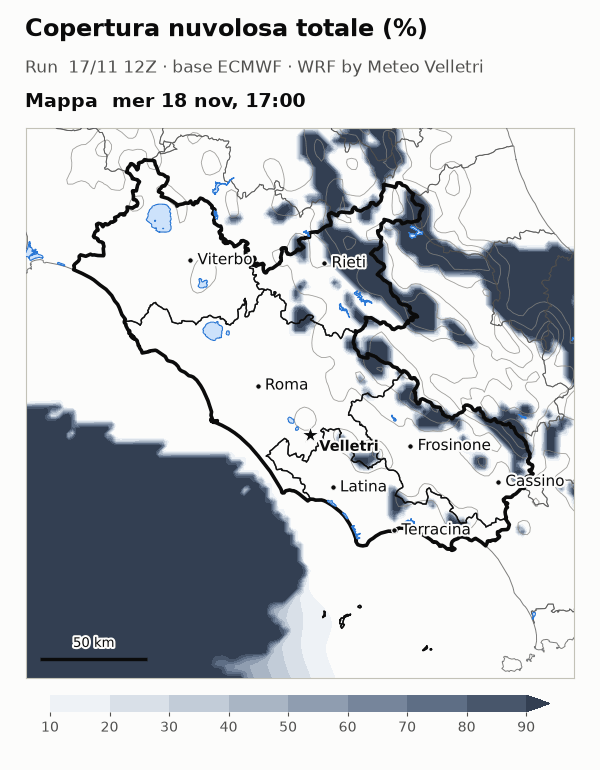 Copertura nuvolosa totale (%)
Run  17/11 12Z · base ECMWF · WRF by Meteo Velletri
Mappa  mer 18 nov, 17:00
Viterbo
Rieti
Roma
Velletri
Frosinone
Latina
Cassino
Terracina
50 km
10 20 30 40 50 60 70 80 90